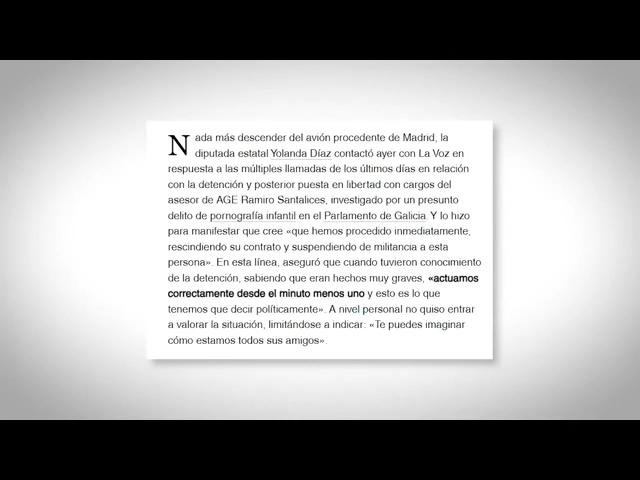 Nada más descender del avión procedente de Madrid, la
diputada estatal Yolanda Díaz contactó ayer con La Voz en
respuesta a las múltiples llamadas de los últimos días en relación
con la detención y posterior puesta en libertad con cargos del
asesor de AGE Ramiro Santalices, investigado por un presunto
delito de pornografía infantil en el Parlamento de Galicia. Y lo hizo
para manifestar que cree «que hemos procedido inmediatamente,
rescindiendo su contrato y suspendiendo de militancia a esta
persona». En esta línea, aseguró que cuando tuvieron conocimiento
de la detención, sabiendo que eran hechos muy graves, «actuamos
correctamente desde el minuto menos uno y esto es lo que
tenemos que decir políticamente». A nivel personal no quiso entrar
a valorar la situación, limitándose a indicar: «Te puedes imaginar
cómo estamos todos sus amigos».